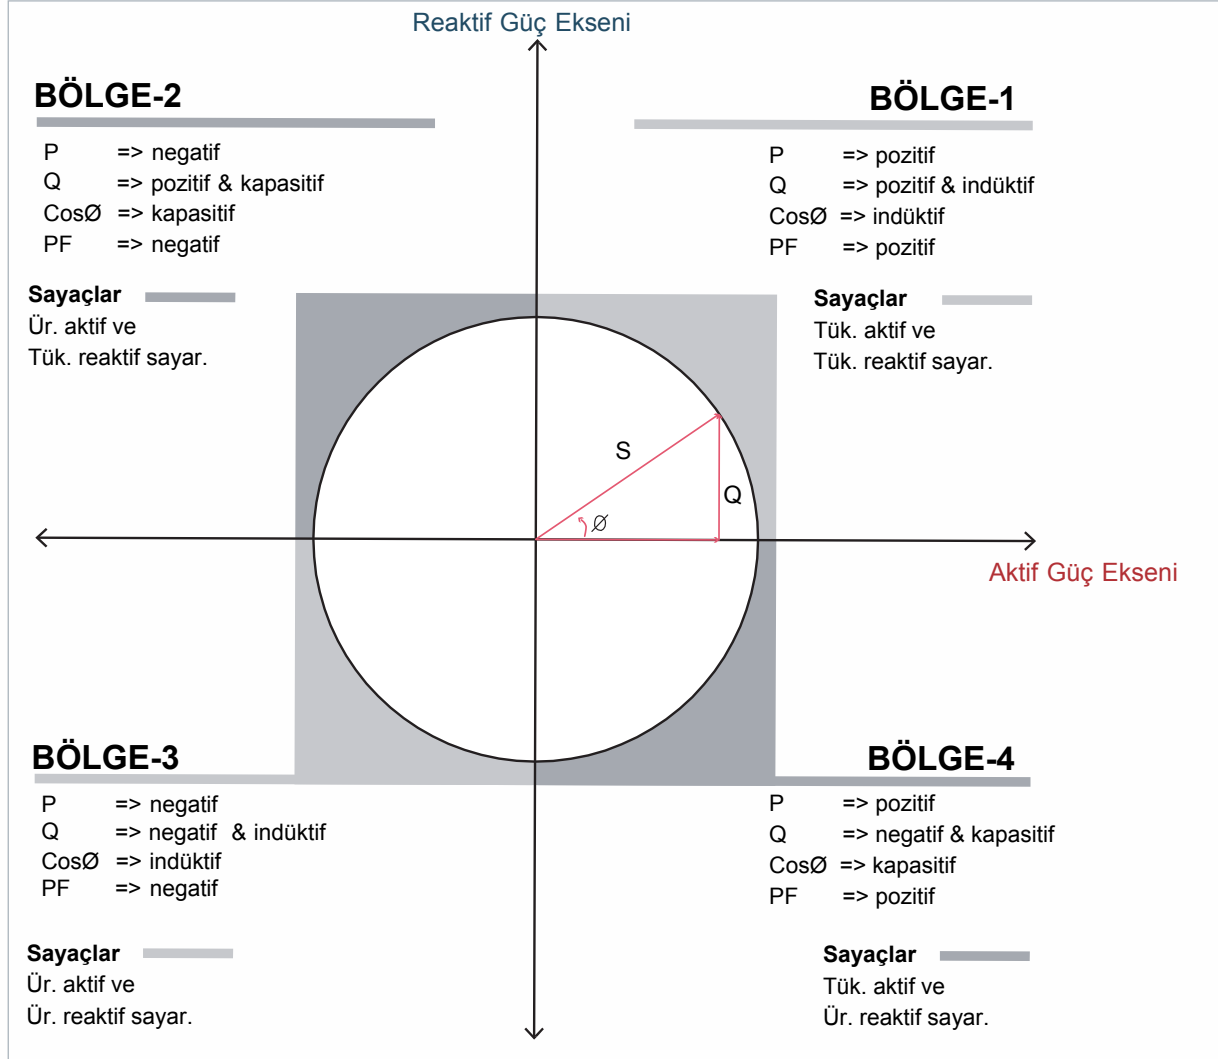 Reaktif Güç Ekseni
BÖLGE-2
P => negatif
Q => pozitif & kapasitif
CosØ => kapasitif
PF => negatif
Sayaçlar
Ür. aktif ve
Tük. reaktif sayar.
BÖLGE-1
P => pozitif
Q => pozitif & indüktif
CosØ => indüktif
PF => pozitif
Sayaçlar
Tük. aktif ve
Tük. reaktif sayar.
S
Q
Ø
Aktif Güç Ekseni
BÖLGE-3
P => negatif
Q => negatif & indüktif
CosØ => indüktif
PF => negatif
Sayaçlar
Ür. aktif ve
Ür. reaktif sayar.
BÖLGE-4
P => pozitif
Q => negatif & kapasitif
CosØ => kapasitif
PF => pozitif
Sayaçlar
Tük. aktif ve
Ür. reaktif sayar.